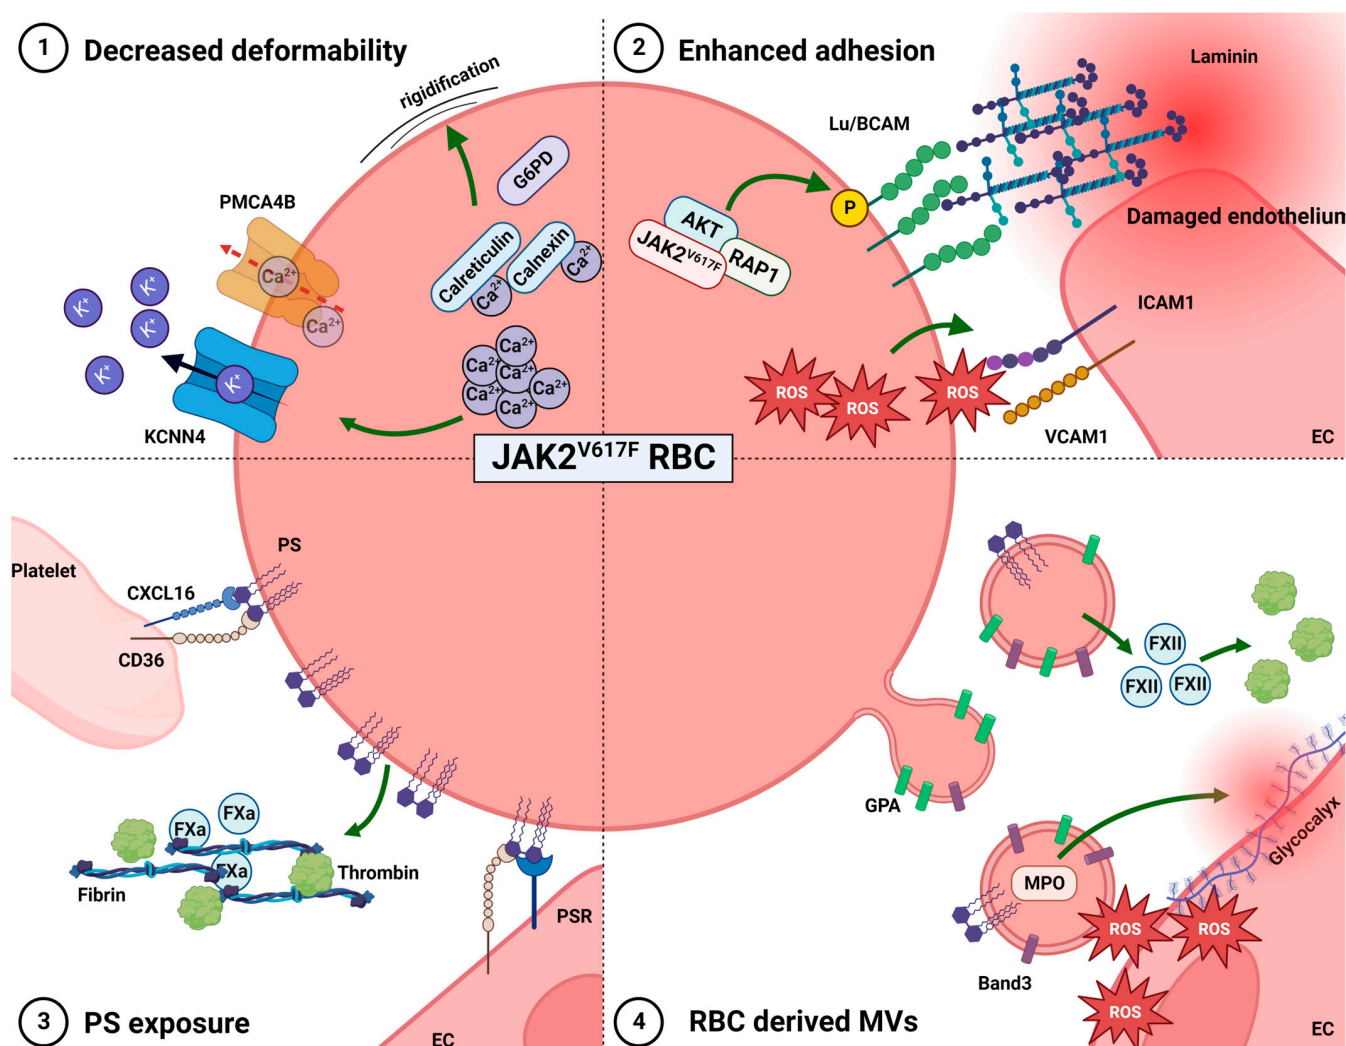 1 Decreased deformability
rigidification
G6PD
PMCA4B
Ca2+
Ca2+
Calreticulin
Calnexin
Ca2+
Ca2+
K+
K+
K+
K+
K+
KCNN4
Ca2+
Ca2+
Ca2+
Ca2+
Ca2+
Ca2+
JAK2V617F RBC
2 Enhanced adhesion
Laminin
Lu/BCAM
P
AKT
JAK2V617F
RAP1
Damaged endothelium
ICAM1
ROS
ROS
ROS
VCAM1
EC
Platelet
PS
CXCL16
CD36
FXa
FXa
FXa
Fibrin
Thrombin
PSR
EC
3 PS exposure
FXII
FXII
FXII
GPA
MPO
Glycocalyx
ROS
ROS
ROS
Band3
EC
4 RBC derived MVs